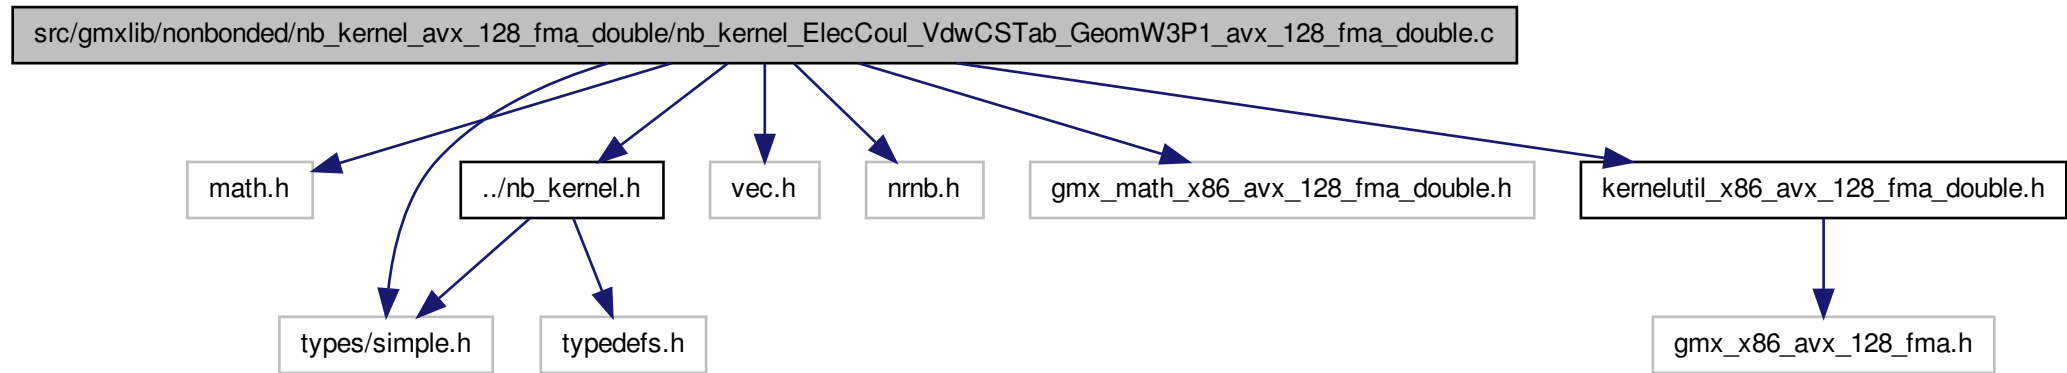 src/gmxlib/nonbonded/nb_kernel_avx_128_fma_double/nb_kernel_ElecCoul_VdwCSTab_GeomW3P1_avx_128_fma_double.c
math.h
../nb_kernel.h
vec.h
nrnb.h
gmx_math_x86_avx_128_fma_double.h
kernelutil_x86_avx_128_fma_double.h
types/simple.h
typedefs.h
gmx_x86_avx_128_fma.h